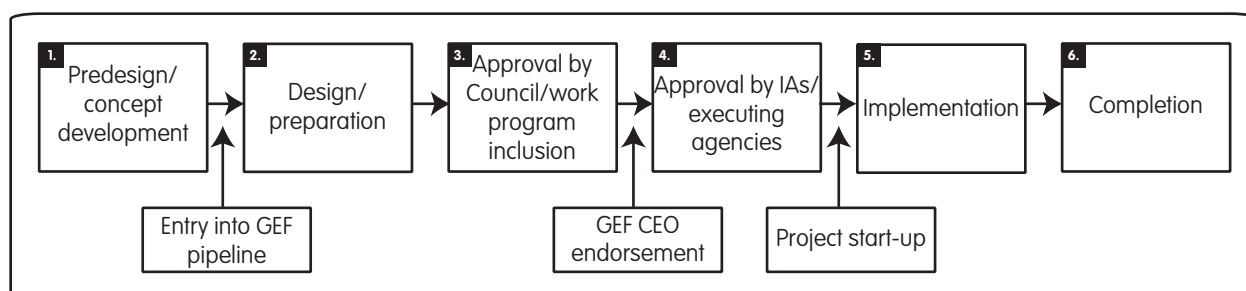 1.
Predesign/
concept
development
2.
Design/
preparation
3.
Approval by
Council/work
program
inclusion
4.
Approval by IAs/
executing
agencies
5.
Implementation
6.
Completion
Entry into GEF
pipeline
GEF CEO
endorsement
Project start-up